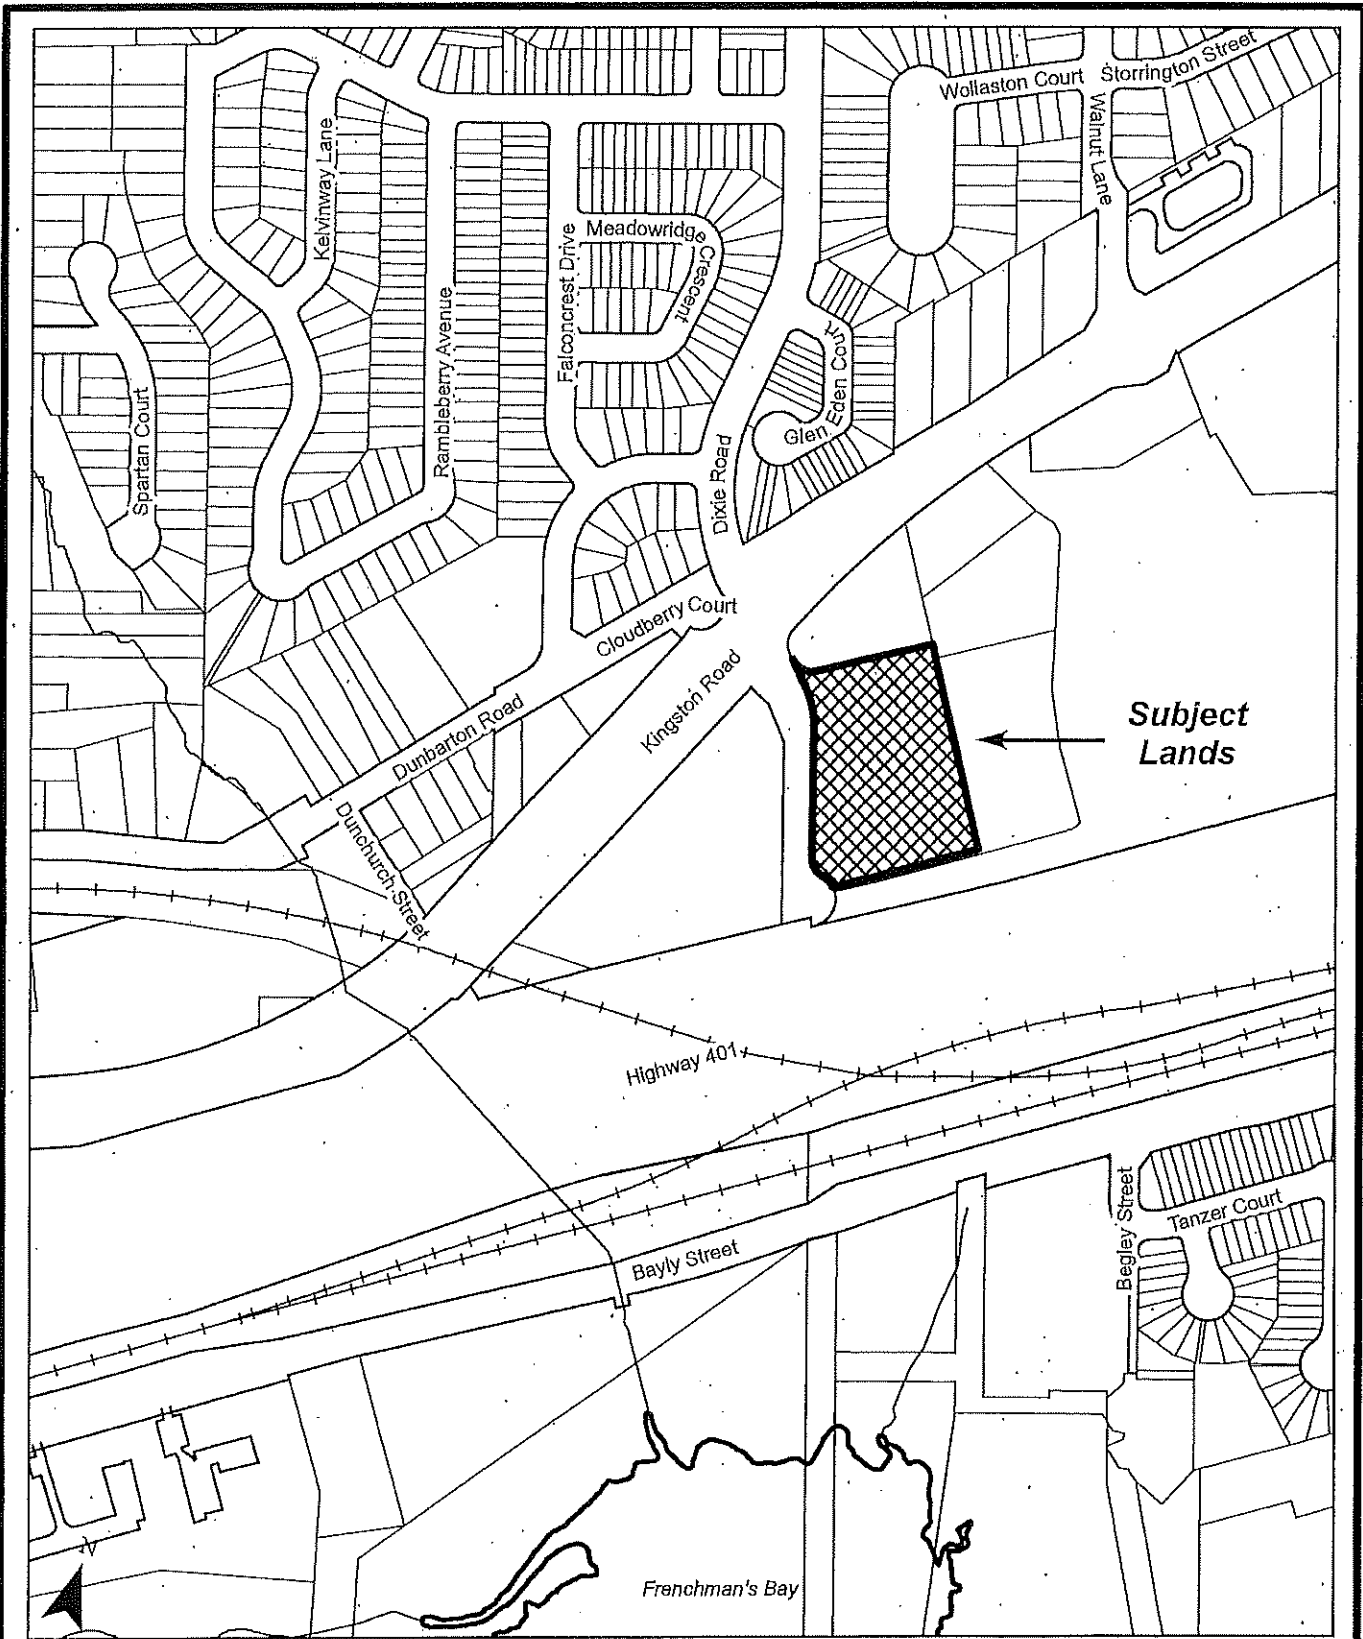 Wollaston Court
Storrington Street
Walnut Lane
Kelvinway Lane
Meadowridge
Crescent
Falconcrest Drive
Rambleberry Avenue
Spartan Court
Glen Eden Court
Dixie Road
Cloudberry Court
Kingston Road
Dunbarton Road
Subject
Lands
Dunchurch Street
Highway 401
Begley Street
Tanzer Court
Bayly Street
N
Frenchman's Bay